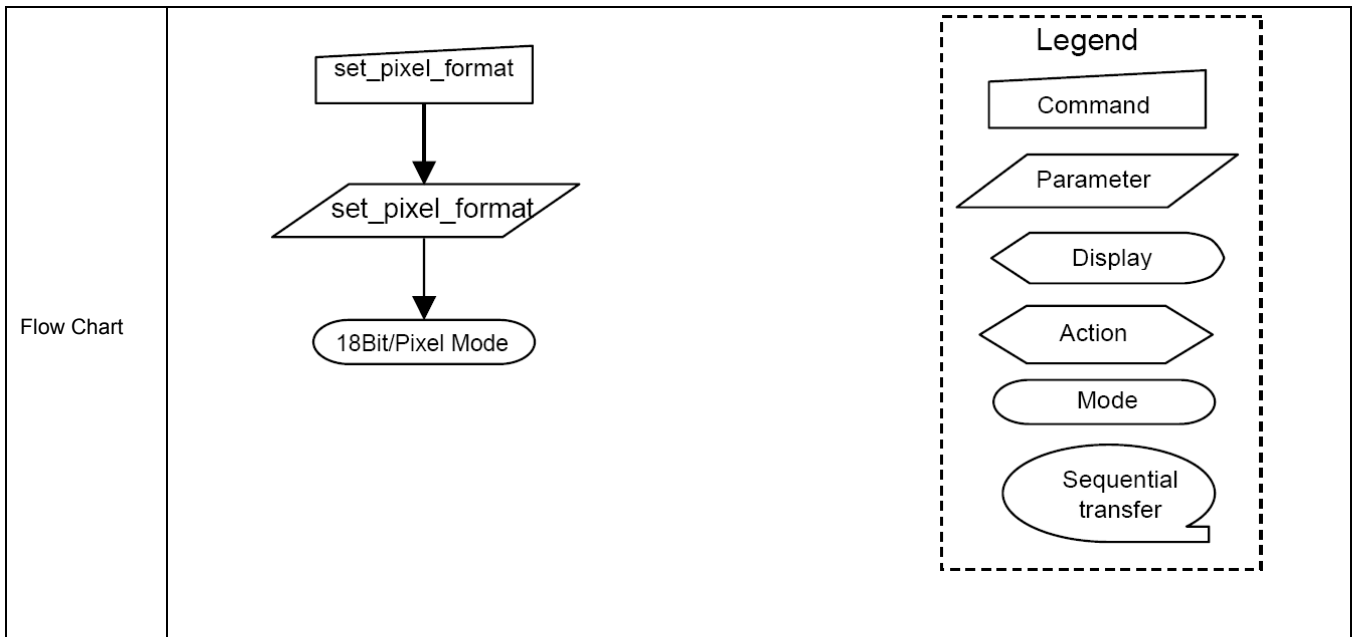 Flow Chart
set_pixel_format
set_pixel_format
18Bit/Pixel Mode
Legend
Command
Parameter
Display
Action
Mode
Sequential
transfer